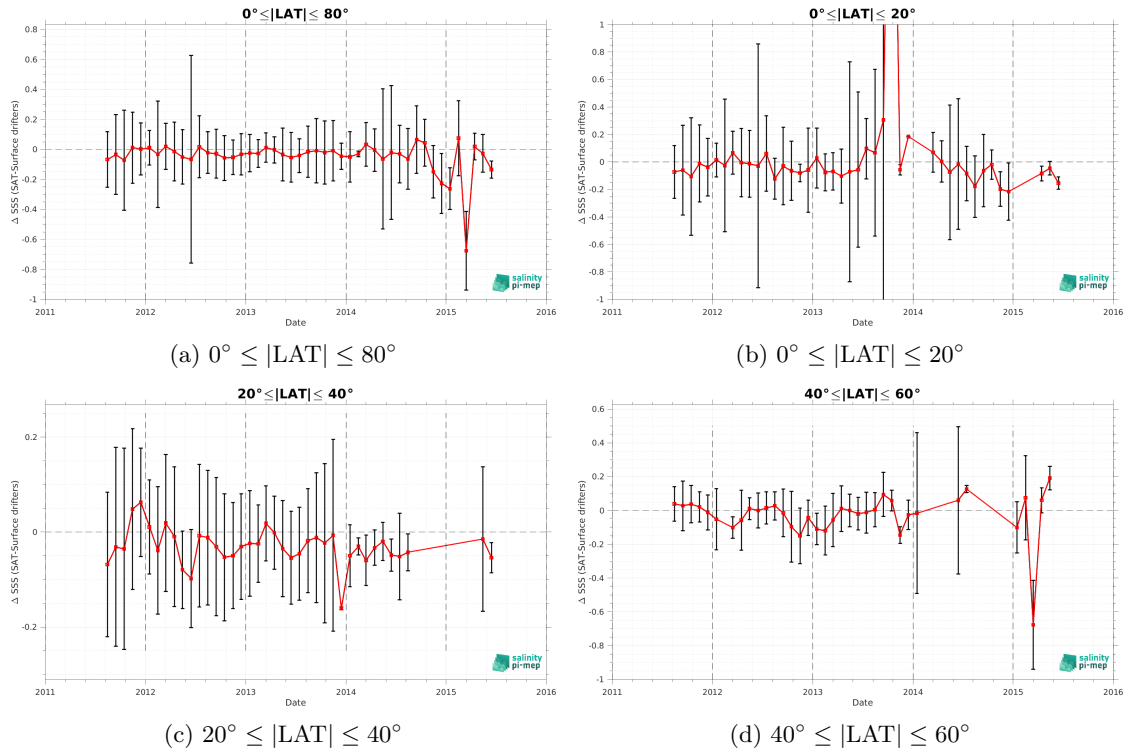 0°≤|LAT|≤ 80°
Δ SSS (SAT-Surface drifters)
0.8
0.6
0.4
0.2
0
-0.2
-0.4
-0.6
-0.8
-1
2011 2012 2013 2014 2015 2016
Date
salinity
pi-mep
(a) 0° ≤ |LAT| ≤ 80°
0°≤|LAT|≤ 20°
Δ SSS (SAT-Surface drifters)
1
0.8
0.6
0.4
0.2
0
-0.2
-0.4
-0.6
-0.8
-1
2011 2012 2013 2014 2015 2016
Date
salinity
pi-mep
(b) 0° ≤ |LAT| ≤ 20°
20°≤|LAT|≤ 40°
Δ SSS (SAT-Surface drifters)
0.2
0
-0.2
2011 2012 2013 2014 2015 2016
Date
salinity
pi-mep
(c) 20° ≤ |LAT| ≤ 40°
40°≤|LAT|≤ 60°
Δ SSS (SAT-Surface drifters)
0.6
0.4
0.2
0
-0.2
-0.4
-0.6
-0.8
-1
2011 2012 2013 2014 2015 2016
Date
salinity
pi-mep
(d) 40° ≤ |LAT| ≤ 60°